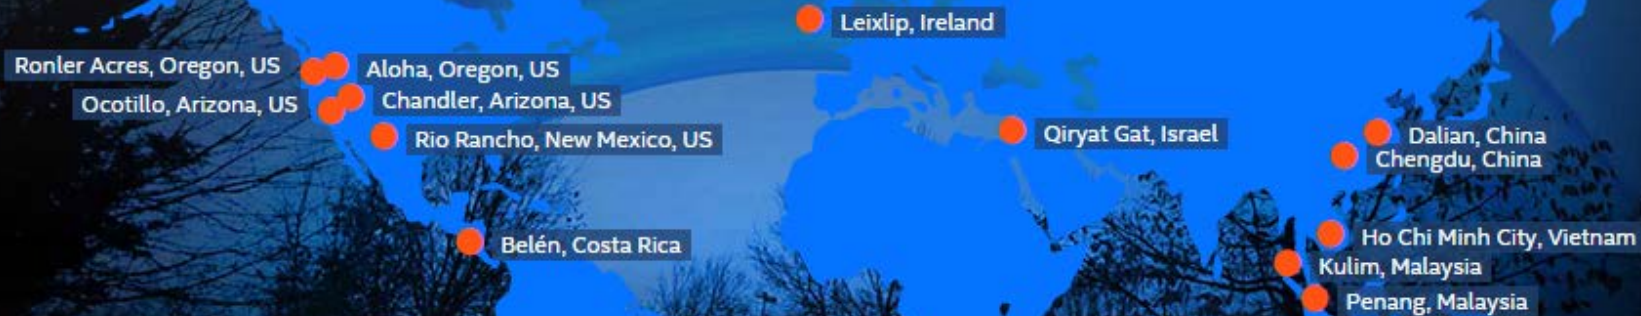 Leixlip, Ireland
Ronler Acres, Oregon, US
Aloha, Oregon, US
Ocotillo, Arizona, US
Chandler, Arizona, US
Rio Rancho, New Mexico, US
Qiryat Gat, Israel
Dalian, China
Chengdu, China
Belén, Costa Rica
Ho Chi Minh City, Vietnam
Kulim, Malaysia
Penang, Malaysia